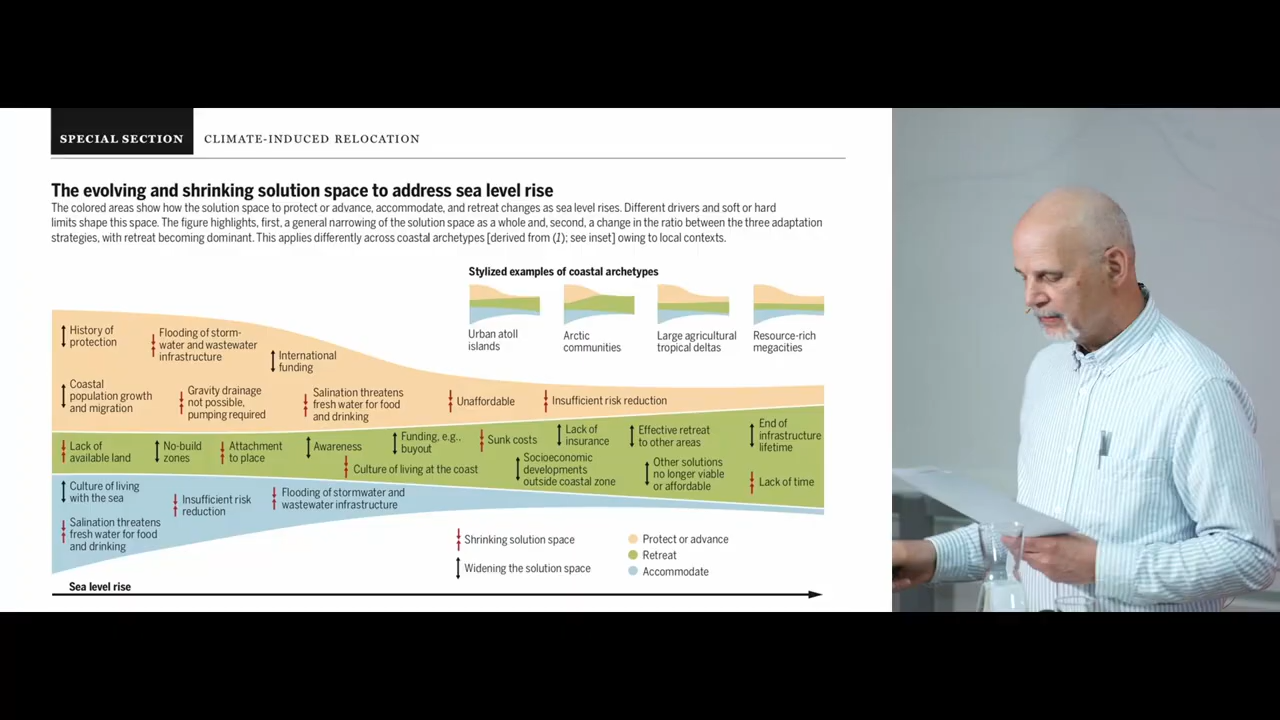 SPECIAL SECTION
CLIMATE-INDUCED RELOCATION
The evolving and shrinking solution space to address sea level rise
The colored areas show how the solution space to protect or advance, accommodate, and retreat changes as sea level rises. Different drivers and soft or hard
limits shape this space. The figure highlights, first, a general narrowing of the solution space as a whole and, second, a change in the ratio between the three adaptation
strategies, with retreat becoming dominant. This applies differently across coastal archetypes [derived from (1); see inset] owing to local contexts.
Stylized examples of coastal archetypes
Urban atoll
islands
Arctic
communities
Large agricultural
tropical deltas
Resource-rich
megacities
History of
protection
Flooding of storm-
water and wastewater
infrastructure
International
funding
Coastal
population growth
and migration
Gravity drainage
not possible,
pumping required
Salination threatens
fresh water for food
and drinking
Unaffordable
Insufficient risk reduction
Lack of
available land
No-build
zones
Attachment
to place
Awareness
Culture of living at the coast
Funding, e.g.,
buyout
Sunk costs
Lack of
insurance
Socioeconomic
developments
outside coastal zone
Effective retreat
to other areas
Other solutions
no longer viable
or affordable
End of
infrastructure
lifetime
Lack of time
Culture of living
with the sea
Insufficient risk
reduction
Flooding of stormwater and
wastewater infrastructure
Salination threatens
fresh water for food
and drinking
Shrinking solution space
Widening the solution space
Protect or advance
Retreat
Accommodate
Sea level rise